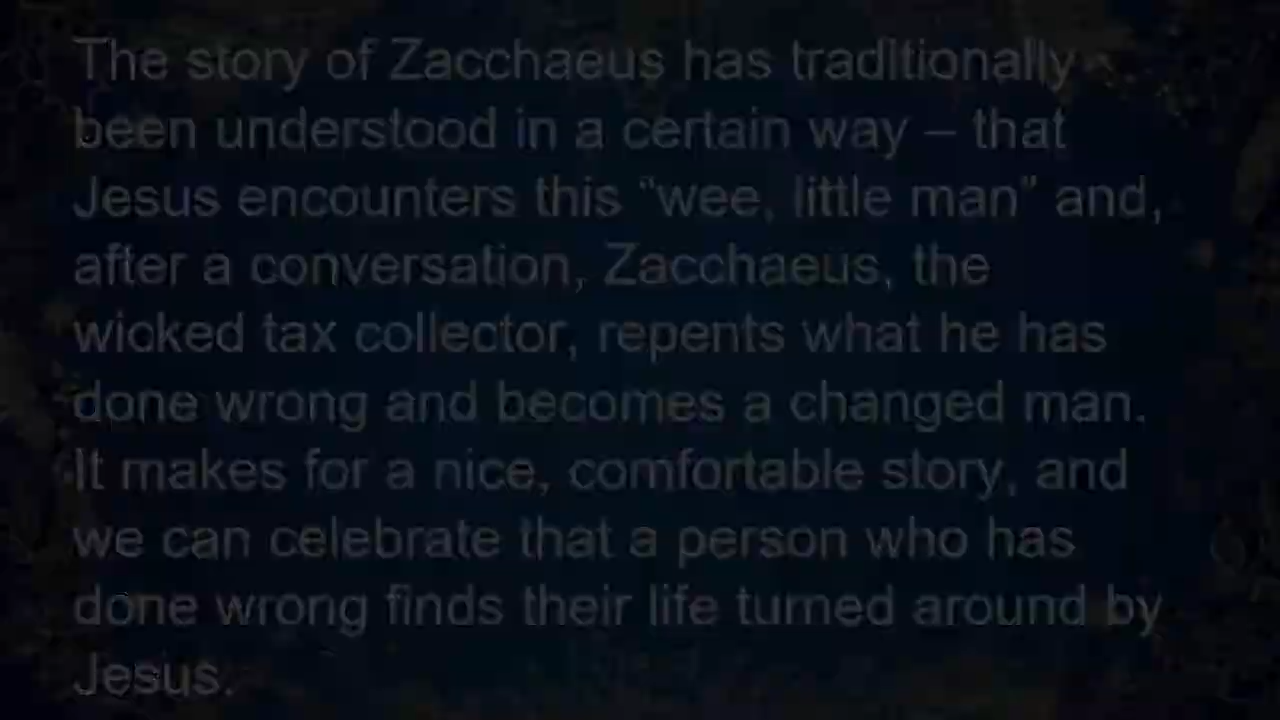 The story of Zacchaeus has traditionally
been understood in a certain way – that
Jesus encounters this “wee, little man” and,
after a conversation, Zacchaeus, the
wicked tax collector, repents what he has
done wrong and becomes a changed man.
It makes for a nice, comfortable story, and
we can celebrate that a person who has
done wrong finds their life turned around by
Jesus.